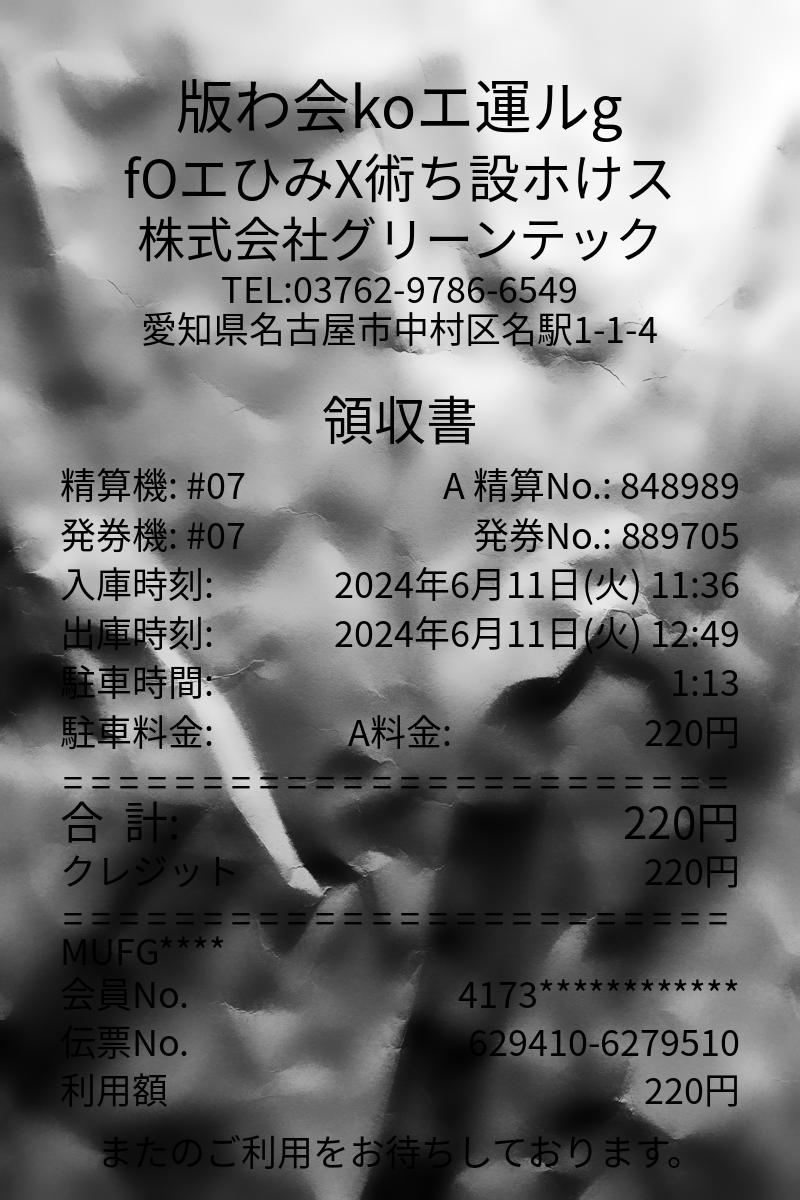 版わ会koエ運ルg
fOエひみX術ち設ホけス
株式会社グリーンテック
TEL:03762-9786-6549
愛知県名古屋市中村区名駅1-1-4
領収書
精算機: #07 A 精算No.: 848989
発券機: #07 発券No.: 889705
入庫時刻: 2024年6月11日(火) 11:36
出庫時刻: 2024年6月11日(火) 12:49
駐車時間: 1:13
駐車料金: A料金: 220円
========================
合 計: 220円
クレジット 220円
========================
MUFG****
会員No. 4173************
伝票No. 629410-6279510
利用額 220円
またのご利用をお待ちしております。